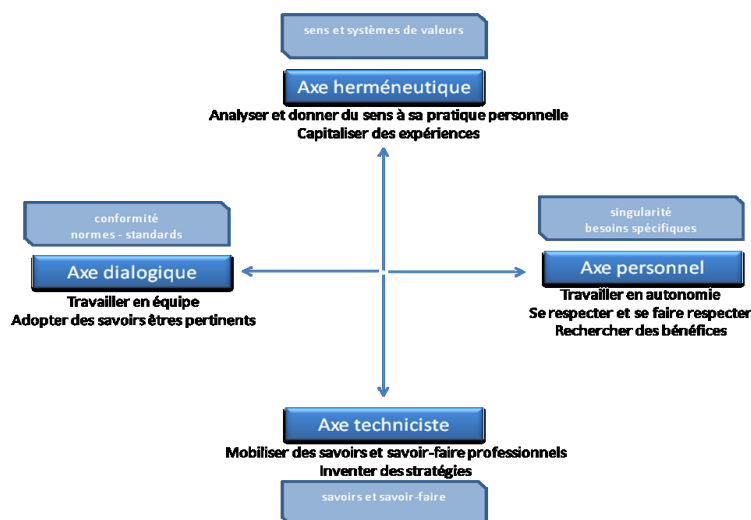 sens et systèmes de valeurs
Axe herméneutique
Analyser et donner du sens à sa pratique personnelle
Capitaliser des expériences
conformité
normes - standards
Axe dialogique
Travailler en équipe
Adopter des savoirs êtres pertinents
singularité
besoins spécifiques
Axe personnel
Travailler en autonomie
Se respecter et se faire respecter
Rechercher des bénéfices
Axe techniciste
Mobiliser des savoirs et savoir-faire professionnels
Inventer des stratégies
savoirs et savoir-faire